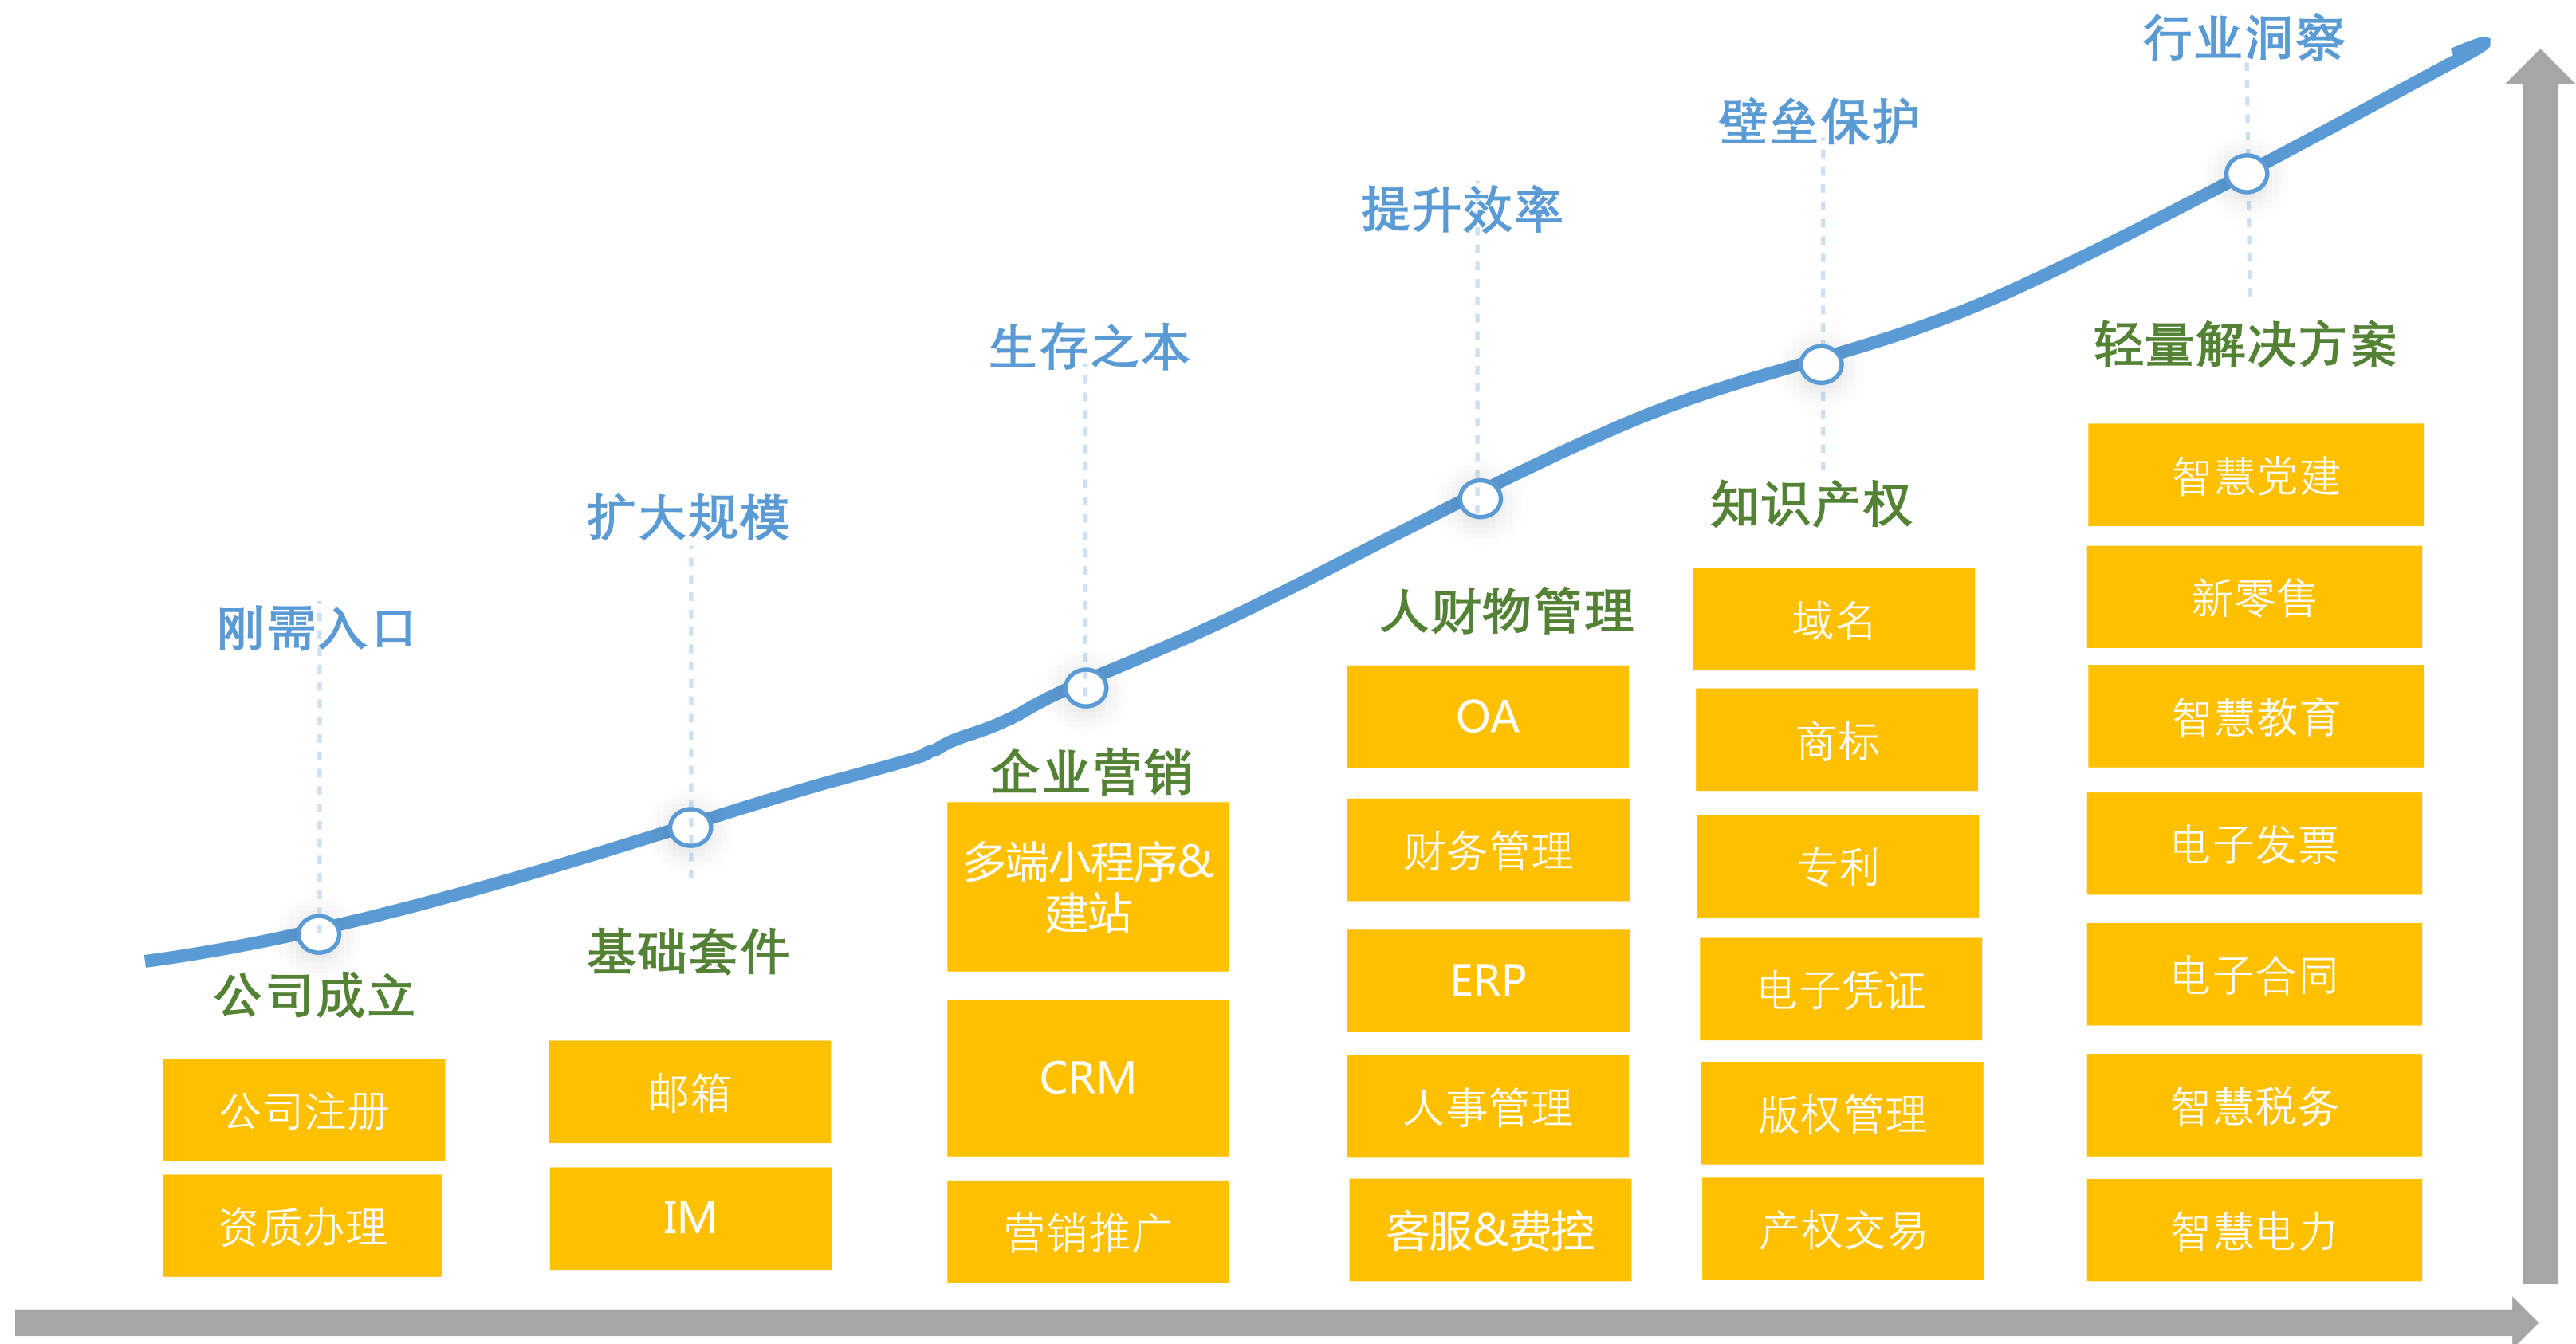 刚需入口
公司成立
公司注册
资质办理
扩大规模
基础套件
邮箱
IM
生存之本
企业营销
多端小程序&
建站
CRM
营销推广
提升效率
人财物管理
OA
财务管理
ERP
人事管理
客服&费控
壁垒保护
知识产权
域名
商标
专利
电子凭证
版权管理
产权交易
行业洞察
轻量解决方案
智慧党建
新零售
智慧教育
电子发票
电子合同
智慧税务
智慧电力